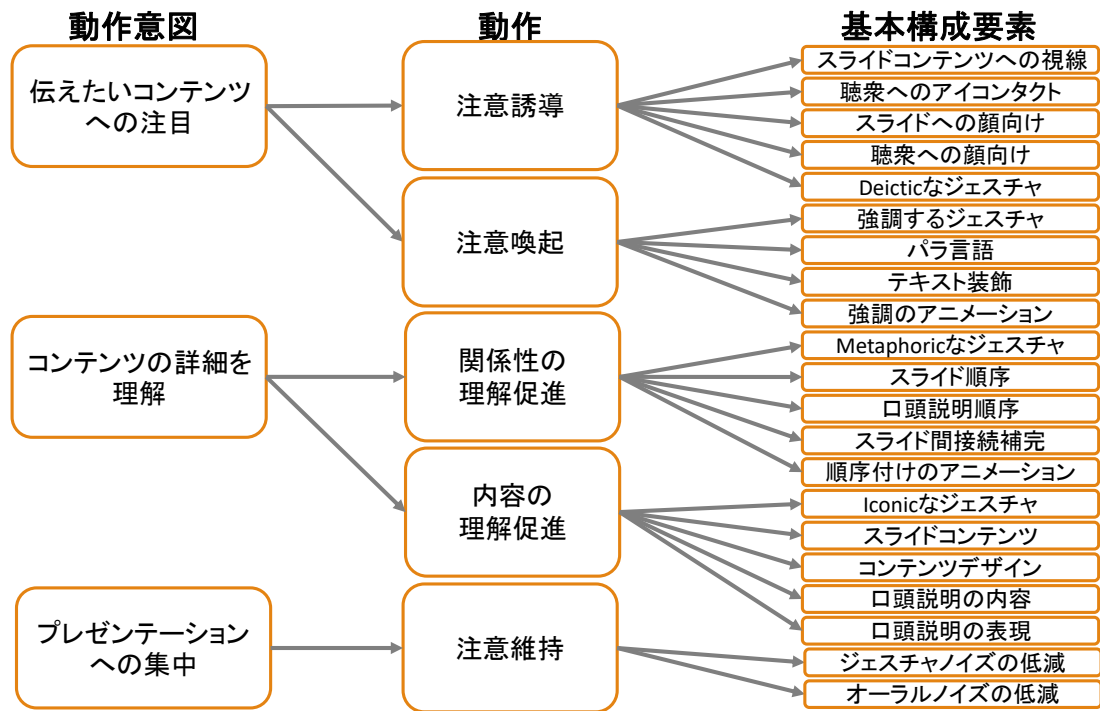 動作意図
動作
基本構成要素
伝えたいコンテンツ
への注目
コンテンツの詳細を
理解
プレゼンテーション
への集中
注意誘導
注意喚起
関係性の
理解促進
内容の
理解促進
注意維持
スライドコンテンツへの視線
聴衆へのアイコンタクト
スライドへの顔向け
聴衆への顔向け
Deicticなジェスチャ
強調するジェスチャ
パラ言語
テキスト装飾
強調のアニメーション
Metaphoricなジェスチャ
スライド順序
口頭説明順序
スライド間接続補完
順序付けのアニメーション
Iconicなジェスチャ
スライドコンテンツ
コンテンツデザイン
口頭説明の内容
口頭説明の表現
ジェスチャノイズの低減
オーラルノイズの低減